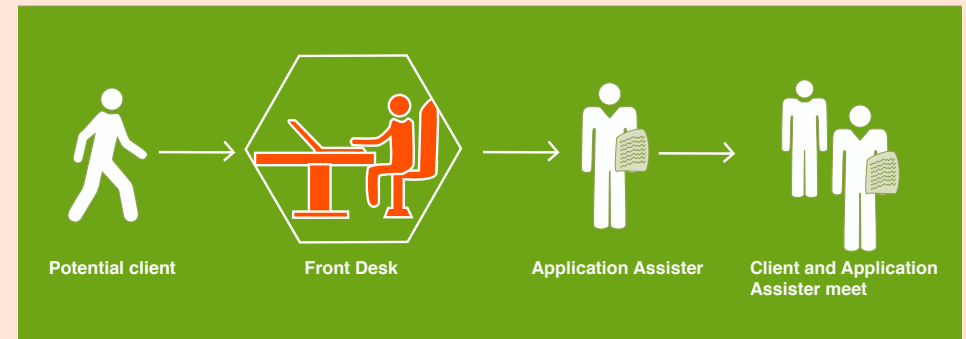 Potential client
Front Desk
Application Assister
Client and Application
Assister meet